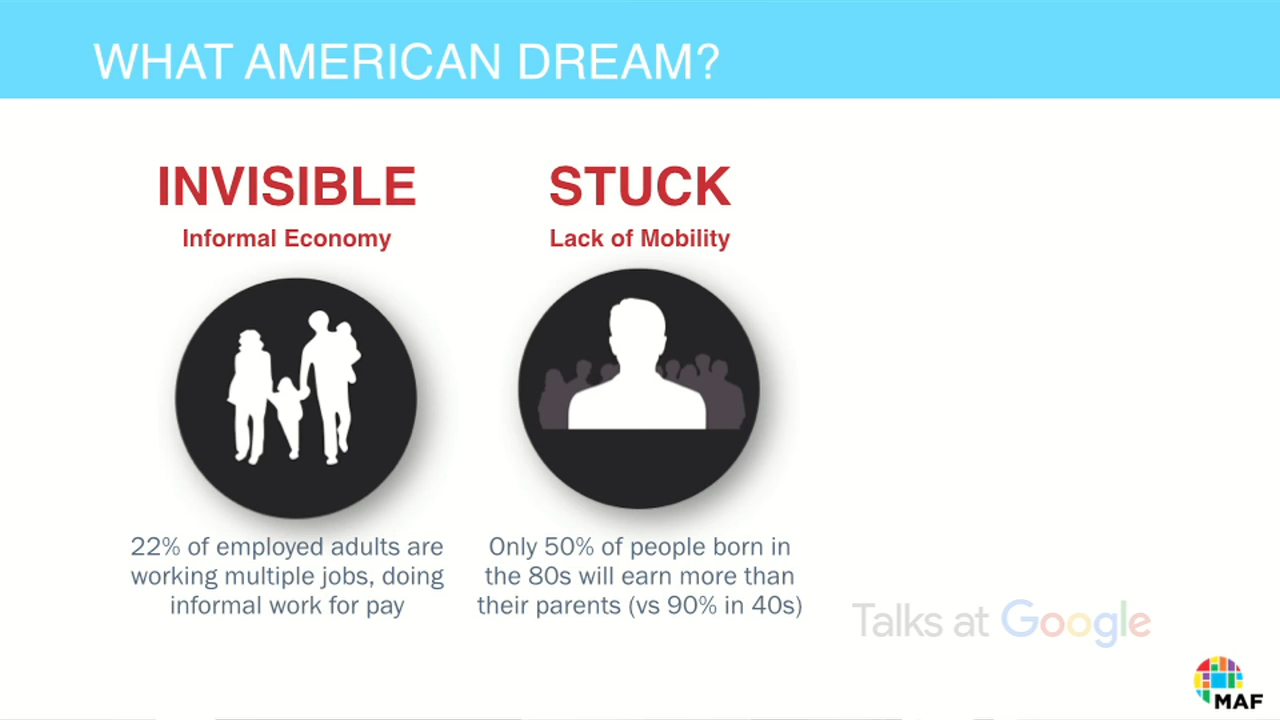 WHAT AMERICAN DREAM?
INVISIBLE
Informal Economy
22% of employed adults are
working multiple jobs, doing
informal work for pay
STUCK
Lack of Mobility
Only 50% of people born in
the 80s will earn more than
their parents (vs 90% in 40s)
Talks at Google
MAF